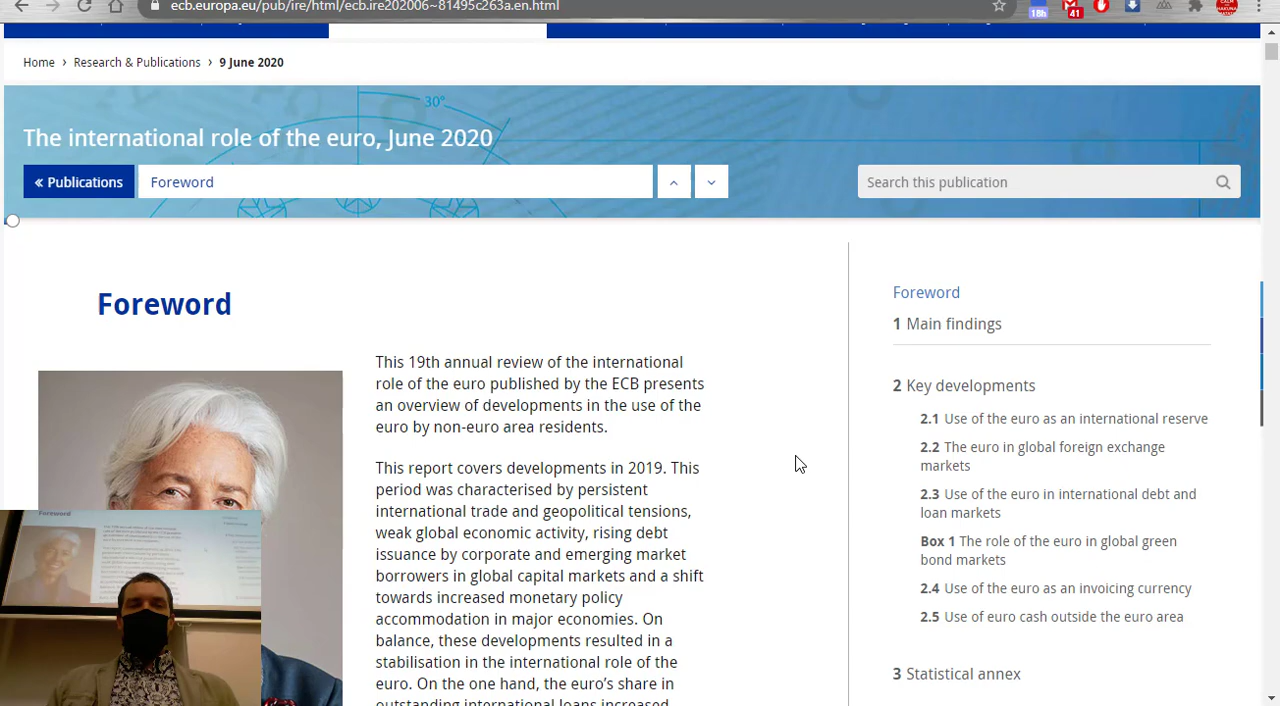 ecb.europa.eu/pub/ire/html/ecb.ire202006~81495c263a.en.html
18h
41
Home › Research & Publications › 9 June 2020
30°
The international role of the euro, June 2020
« Publications
Foreword
Search this publication
Foreword
This 19th annual review of the international
role of the euro published by the ECB presents
an overview of developments in the use of the
euro by non-euro area residents.
This report covers developments in 2019. This
period was characterised by persistent
international trade and geopolitical tensions,
weak global economic activity, rising debt
issuance by corporate and emerging market
borrowers in global capital markets and a shift
towards increased monetary policy
accommodation in major economies. On
balance, these developments resulted in a
stabilisation in the international role of the
euro. On the one hand, the euro’s share in
outstanding international loans increased
Foreword
1 Main findings
2 Key developments
2.1 Use of the euro as an international reserve
2.2 The euro in global foreign exchange
markets
2.3 Use of the euro in international debt and
loan markets
Box 1 The role of the euro in global green
bond markets
2.4 Use of the euro as an invoicing currency
2.5 Use of euro cash outside the euro area
3 Statistical annex
Foreword